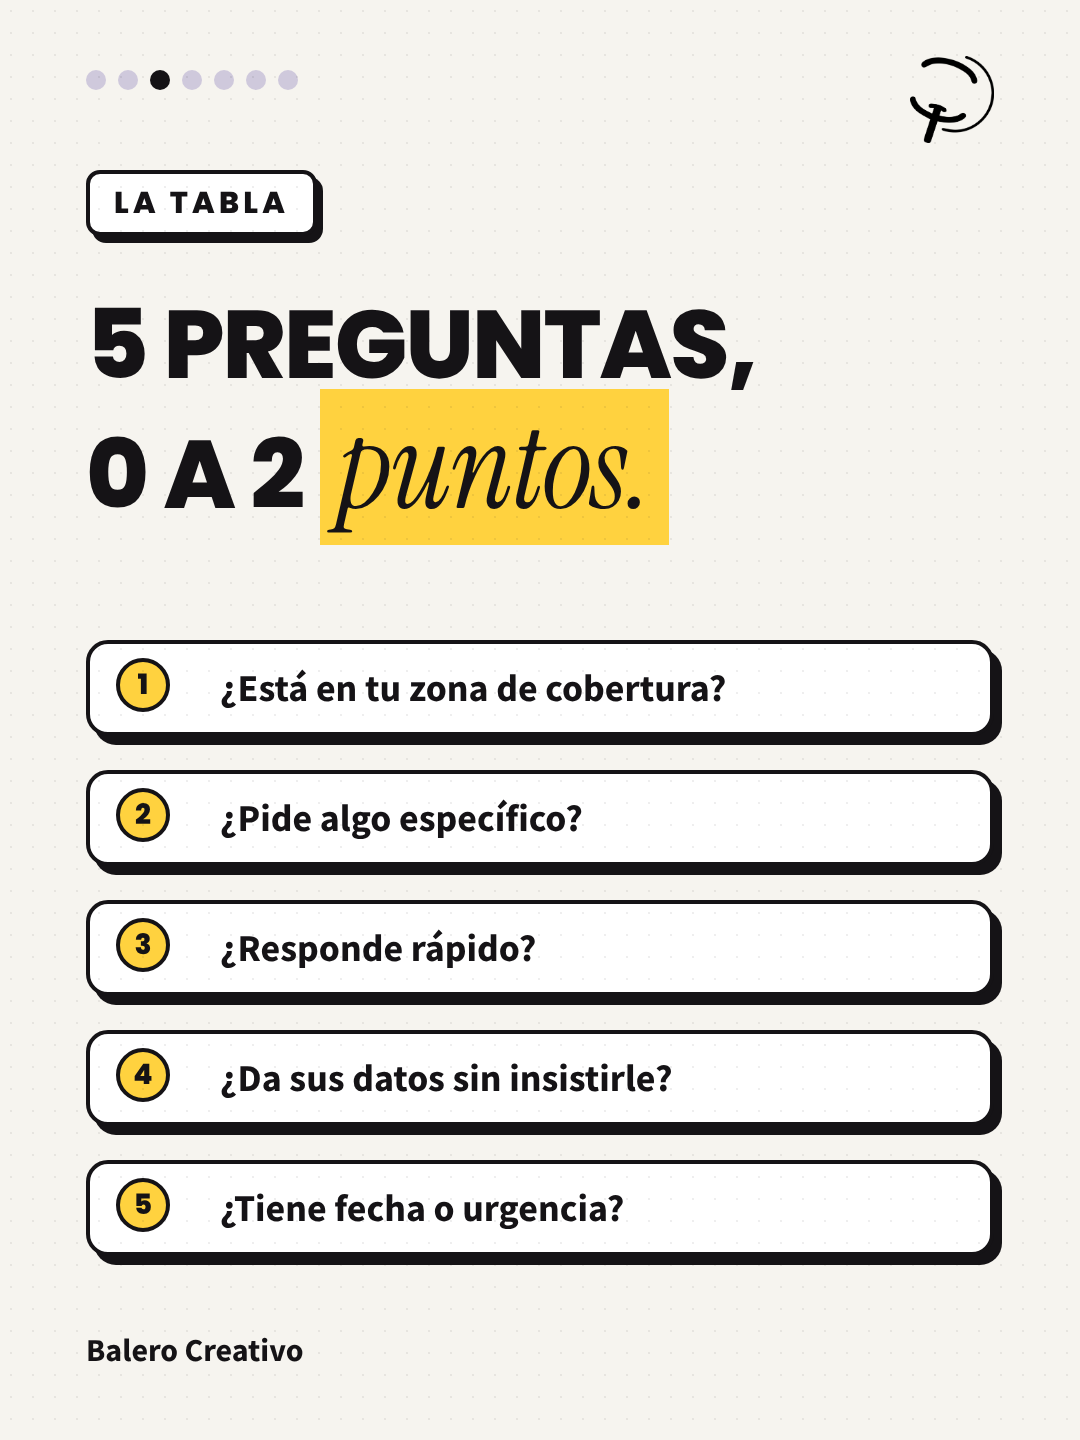 LA TABLA
5 PREGUNTAS,
0 A 2 puntos.
1 ¿Está en tu zona de cobertura?
2 ¿Pide algo específico?
3 ¿Responde rápido?
4 ¿Da sus datos sin insistirle?
5 ¿Tiene fecha o urgencia?
Balero Creativo